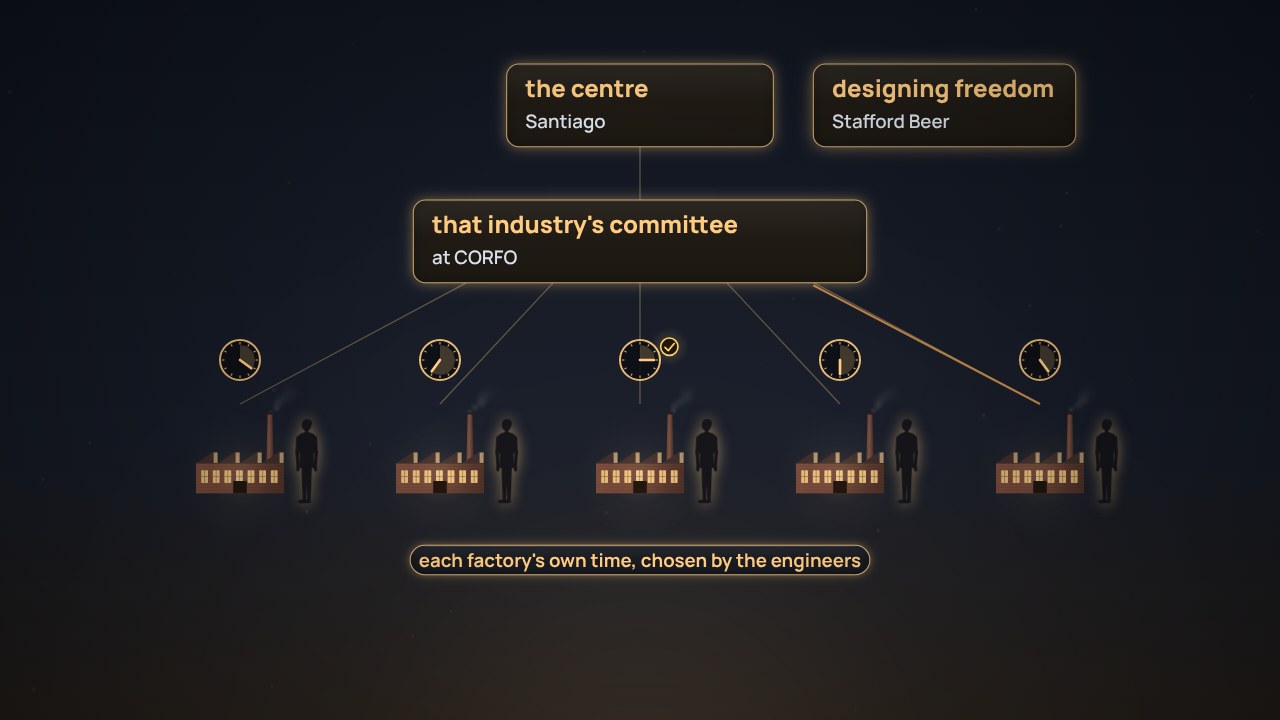 the centre
Santiago
designing freedom
Stafford Beer
that industry's committee
at CORFO
each factory's own time, chosen by the engineers